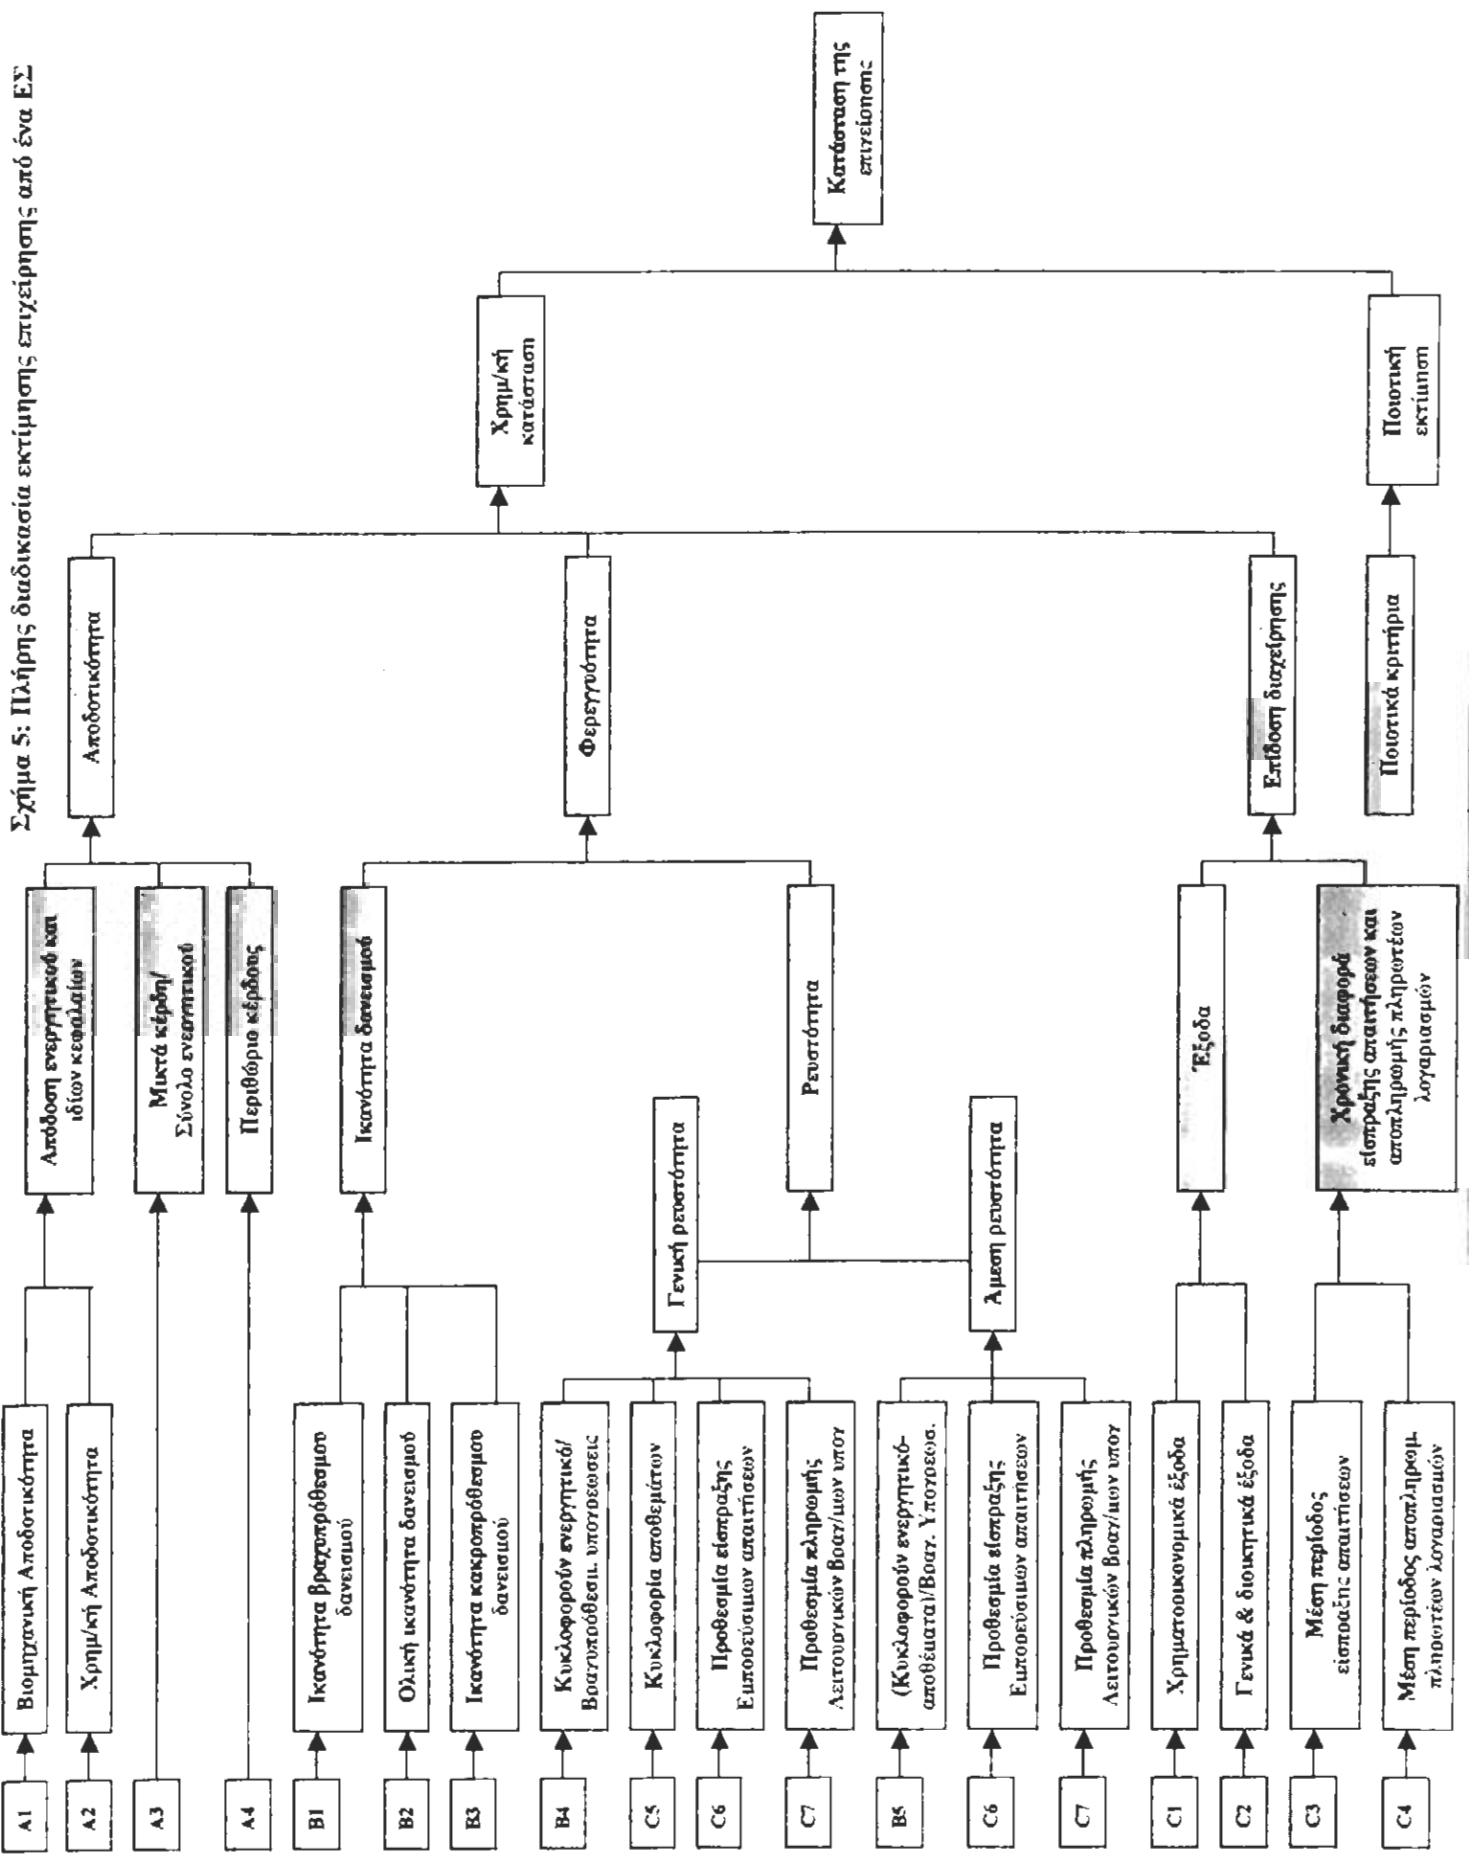 Σχήμα 5: Πλήρης διαδικασία εκτίμησης επιχείρησης από ένα ΕΣ
A1
Βιομηχανική Αποδοτικότητα
A2
Χρημ/κή Αποδοτικότητα
Απόδοση ενεργητικού και
ιδίων κεφαλαίων
A3
Μικτά κέρδη/
Σύνολο ενεργητικού
A4
Περιθώριο κέρδους
Αποδοτικότητα
B1
Ικανότητα βραχυπρόθεσμου
δανεισμού
B2
Ολική ικανότητα δανεισμού
B3
Ικανότητα μακροπρόθεσμου
δανεισμού
Ικανότητα δανεισμού
B4
Κυκλοφορούν ενεργητικό/
Βραχυπρόθεσμ. υποχρεώσεις
C5
Κυκλοφορία αποθεμάτων
C6
Προθεσμία είσπραξης
Εμπορεύσιμων απαιτήσεων
C7
Προθεσμία πληρωμής
Λειτουργικών βραχ/μων υποχ
Γενική ρευστότητα
B5
(Κυκλοφορούν ενεργητικό-
αποθέματα)/Βραχ. Υποχρεωσ.
C6
Προθεσμία είσπραξης
Εμπορεύσιμων απαιτήσεων
C7
Προθεσμία πληρωμής
Λειτουργικών βραχ/μων υποχ
Άμεση ρευστότητα
Ρευστότητα
Φερεγγυότητα
C1
Χρηματοοικονομικά έξοδα
C2
Γενικά & διοικητικά έξοδα
Έξοδα
C3
Μέση περίοδος
είσπραξης απαιτήσεων
C4
Μέση περίοδος αποπληρωμ.
πληρωτέων λογαριασμών
Χρονική διαφορά
είσπραξης απαιτήσεων και
αποπληρωμής πληρωτέων
λογαριασμών
Επίδοση διαχείρησης
Χρημ/κή
κατάσταση
Ποιοτικά κριτήρια
Ποιοτική
εκτίμηση
Κατάσταση της
επιχείρησης